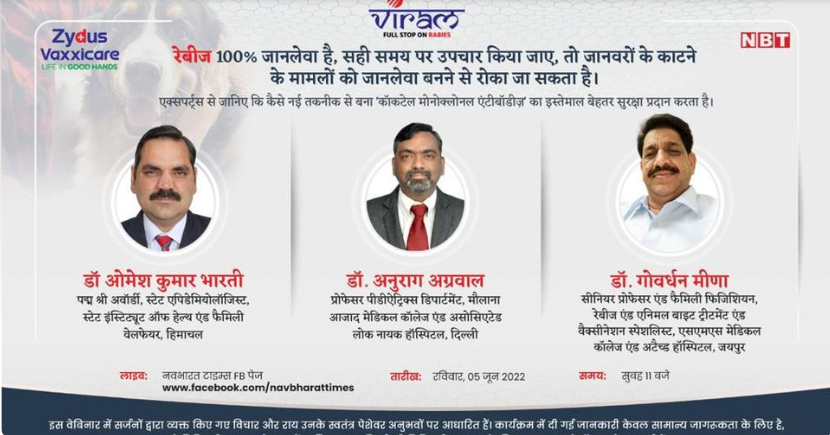 Zydus
Vaxxicare
LIFE IN GOOD HANDS
viram
FULL STOP ON RABIES
NBT
रेबीज 100% जानलेवा है, सही समय पर उपचार किया जाए, तो जानवरों के काटने
के मामलों को जानलेवा बनने से रोका जा सकता है।
एक्सपर्ट्स से जानिए कि कैसे नई तकनीक से बना 'कॉकटेल मोनोक्लोनल एंटीबॉडीज़' का इस्तेमाल बेहतर सुरक्षा प्रदान करता है।
डॉ ओमेश कुमार भारती
पद्म श्री अवॉर्डी, स्टेट एपिडेमियोलॉजिस्ट,
स्टेट इंस्टिट्यूट ऑफ हेल्थ एंड फैमिली
वेलफेयर, हिमाचल
डॉ. अनुराग अग्रवाल
प्रोफेसर पीडीऐट्रिक्स डिपार्टमेंट, मौलाना
आजाद मेडिकल कॉलेज एंड असोसिएटेड
लोक नायक हॉस्पिटल, दिल्ली
डॉ. गोवर्धन मीणा
सीनियर प्रोफेसर एंड फैमिली फिजिशियन,
रेबीज एंड एनिमल बाइट ट्रीटमेंट एंड
वैक्सीनेशन स्पेशलिस्ट, एसएमएस मेडिकल
कॉलेज एंड अटैच्ड हॉस्पिटल, जयपुर
लाइव: नवभारत टाइम्स FB पेज
www.facebook.com/navbharattimes
तारीख: रविवार, 05 जून 2022
समय: सुबह 11 बजे
इस वेबिनार में सर्जनों द्वारा व्यक्त किए गए विचार और राय उनके स्वतंत्र पेशेवर अनुभवों पर आधारित हैं। कार्यक्रम में दी गई जानकारी केवल सामान्य जागरूकता के लिए है,